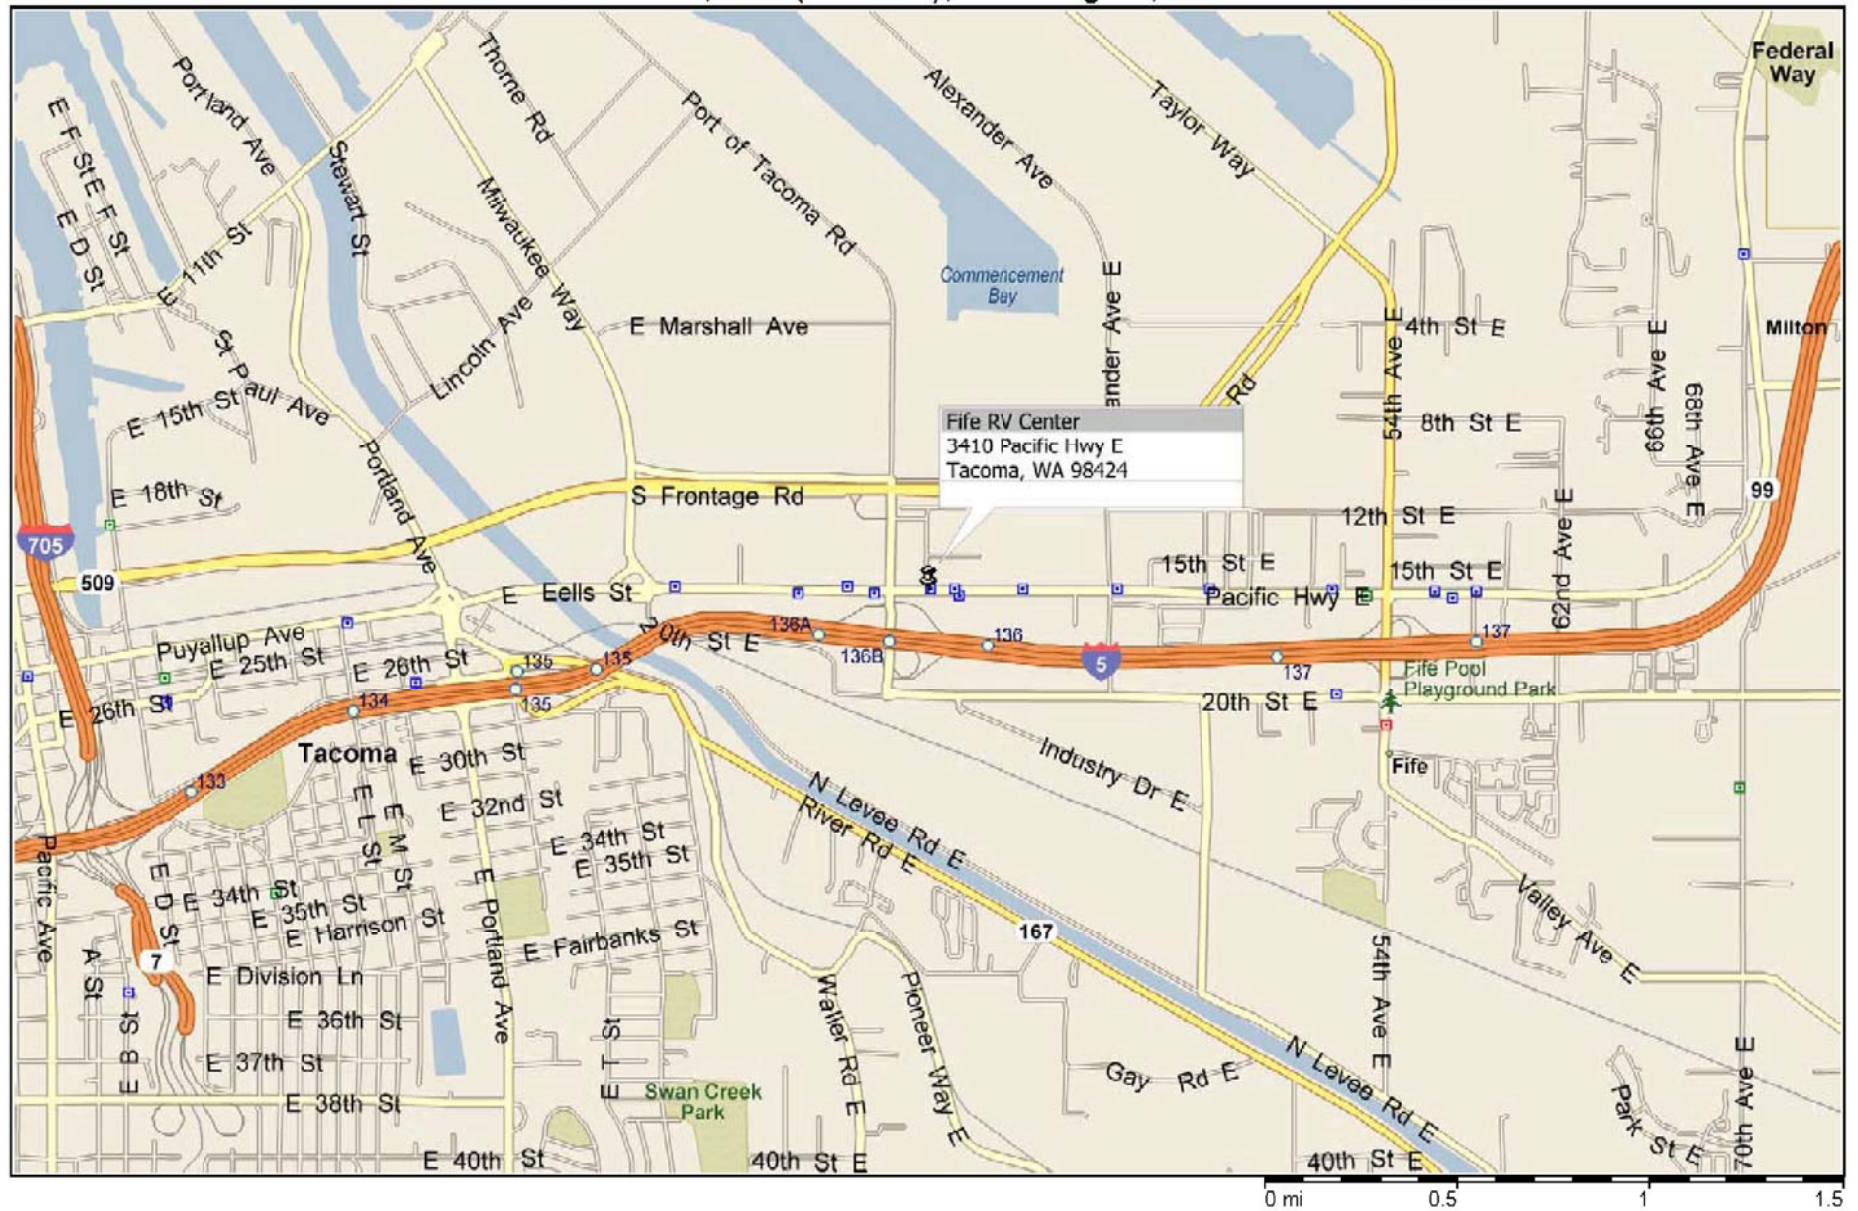 Federal
Way
Portland Ave
Thorne Rd
Port of Tacoma Rd
Alexander Ave
Taylor Way
E F St
E F St
E D St
Stewart St
Milwaukee Way
E 11th St
Commencement
Bay
ander Ave E
E Marshall Ave
54th Ave E
4th St E
66th Ave E
Milton
St Paul Ave
Lincoln Ave
Rd
E 15th St
8th St E
68th Ave E
Fife RV Center
3410 Pacific Hwy E
Tacoma, WA 98424
Portland Ave
E 18th St
S Frontage Rd
12th St E
62nd Ave E
99
705
509
15th St E
15th St E
E Eells St
Pacific Hwy E
Puyallup Ave
20th St E
136A
136B
136
5
137
137
E 25th St
E 26th St
135
135
135
134
E 26th St
Fife Pool
Playground Park
20th St E
Tacoma
E 30th St
Industry Dr E
Fife
133
E L St
E M St
E 32nd St
N Levee Rd E
River Rd E
E 34th St
E 35th St
Pacific Ave
E D St
E 34th St
E 35th St
E Harrison St
E Portland Ave
E Fairbanks St
167
Valley Ave E
7
A St
E Division Ln
Waller Rd E
Pioneer Way E
54th Ave E
E B St
E 36th St
E T St
E 37th St
Gay Rd E
N Levee Rd E
Park St E
70th Ave E
E 38th St
Swan Creek
Park
E 40th St
40th St E
40th St E
0 mi 0.5 1 1.5